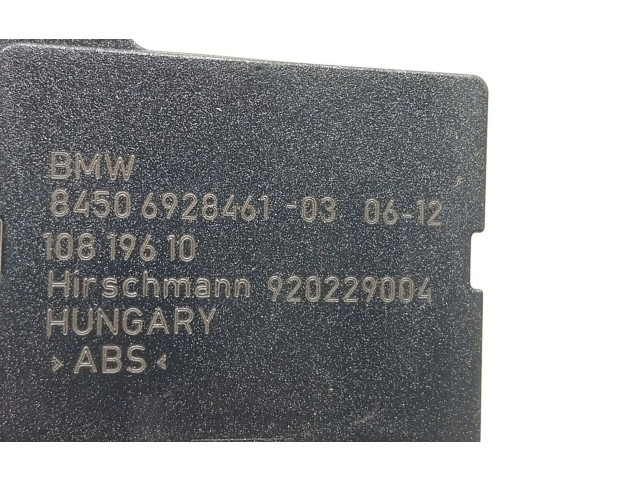 BMW
8450 6928461 -03 06-12
108 196 10
Hirschmann 920229004
HUNGARY
>ABS<